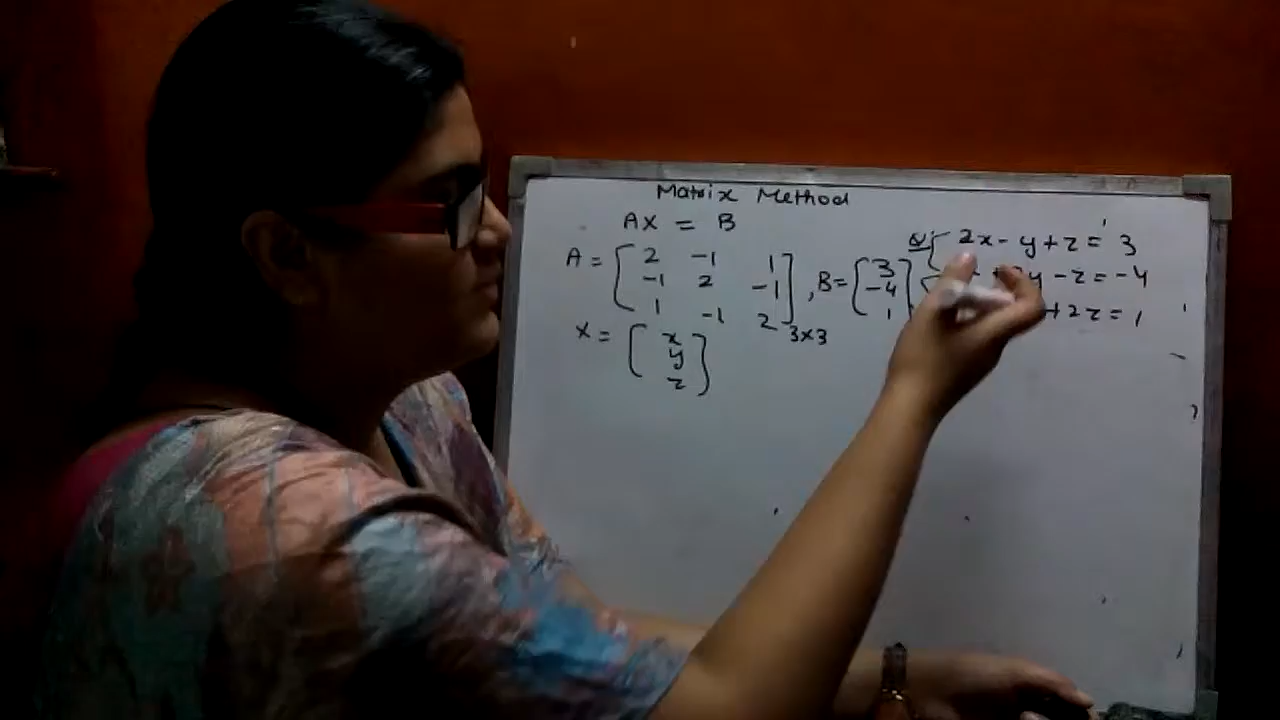 Matrix Method
AX = B
Q 2x - y + z = 3
A = [ 2 -1 1
-1 2 -1
1 -1 2 ] 3x3
, B = [ 3
-4
1 ]
y - z = -4
+ 2z = 1
X = [ x
y
z ]